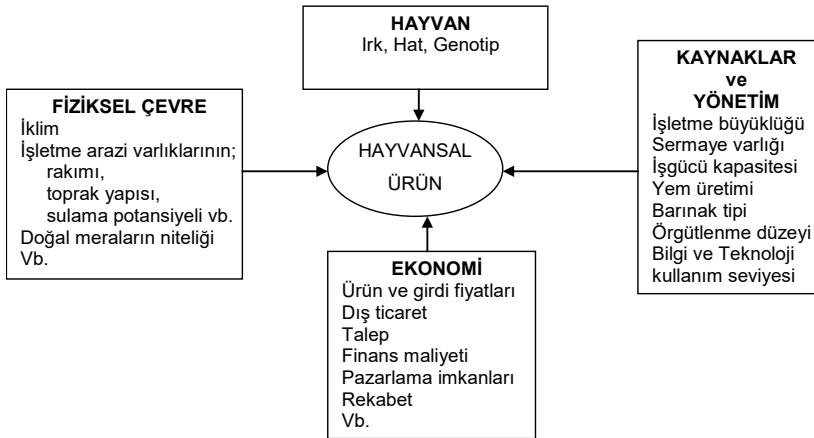 HAYVAN
Irk, Hat, Genotip
FİZİKSEL ÇEVRE
İklim
İşletme arazi varlıklarının;
rakımı,
toprak yapısı,
sulama potansiyeli vb.
Doğal meraların niteliği
Vb.
HAYVANSAL
ÜRÜN
KAYNAKLAR
ve
YÖNETİM
İşletme büyüklüğü
Sermaye varlığı
İşgücü kapasitesi
Yem üretimi
Barınak tipi
Örgütlenme düzeyi
Bilgi ve Teknoloji
kullanım seviyesi
EKONOMİ
Ürün ve girdi fiyatları
Dış ticaret
Talep
Finans maliyeti
Pazarlama imkanları
Rekabet
Vb.